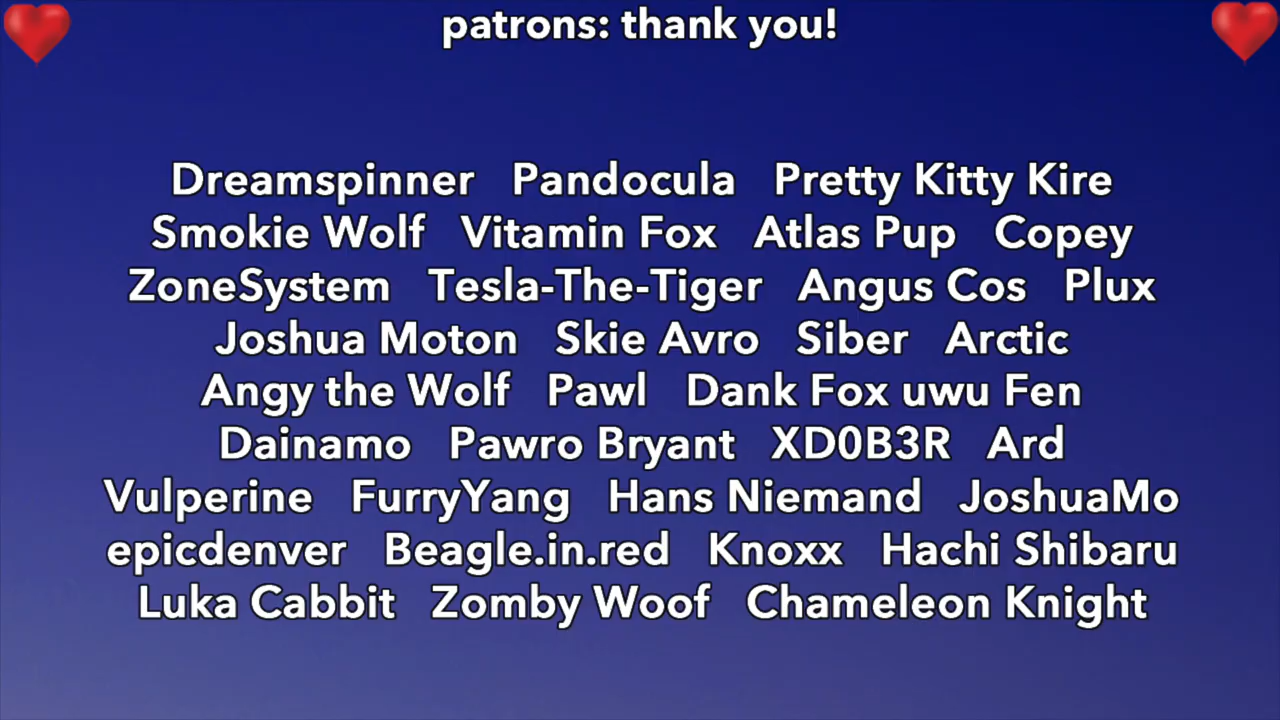 patrons: thank you!
Dreamspinner Pandocula Pretty Kitty Kire
Smokie Wolf Vitamin Fox Atlas Pup Copey
ZoneSystem Tesla-The-Tiger Angus Cos Plux
Joshua Moton Skie Avro Siber Arctic
Angy the Wolf Pawl Dank Fox uwu Fen
Dainamo Pawro Bryant XD0B3R Ard
Vulperine FurryYang Hans Niemand JoshuaMo
epicdenver Beagle.in.red Knoxx Hachi Shibaru
Luka Cabbit Zomby Woof Chameleon Knight